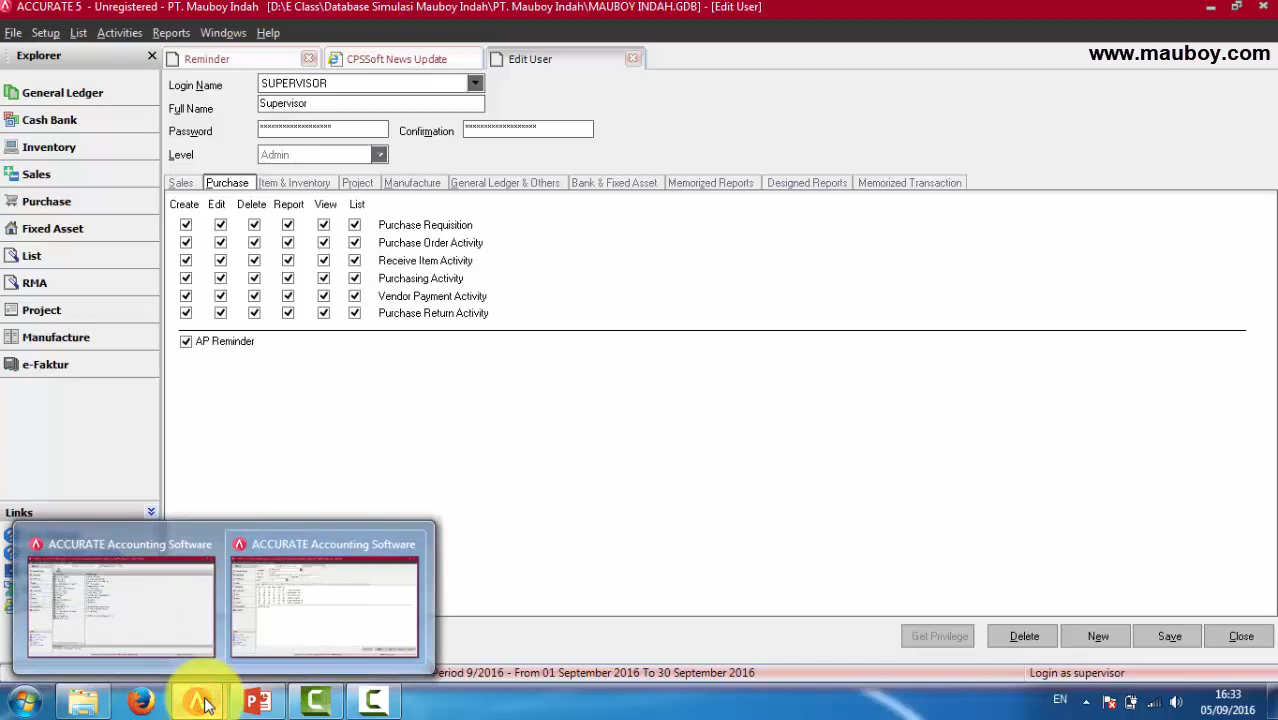 ACCURATE 5 - Unregistered - PT. Mauboy Indah [D:\E Class\Database Simulasi Mauboy Indah\PT. Mauboy Indah\MAUBOY INDAH.GDB] - [Edit User]
File Setup List Activities Reports Windows Help
www.mauboy.com
Explorer
Reminder
CPSSoft News Update
Edit User
General Ledger
Cash Bank
Inventory
Sales
Purchase
Fixed Asset
List
RMA
Project
Manufacture
e-Faktur
Links
Login Name SUPERVISOR
Full Name Supervisor
Password ****************** Confirmation ******************
Level Admin
Sales Purchase Item & Inventory Project Manufacture General Ledger & Others Bank & Fixed Asset Memorized Reports Designed Reports Memorized Transaction
Create Edit Delete Report View List
Purchase Requisition
Purchase Order Activity
Receive Item Activity
Purchasing Activity
Vendor Payment Activity
Purchase Return Activity
AP Reminder
ACCURATE Accounting Software
ACCURATE Accounting Software
Get Privilege Delete New Save Close
Period 9/2016 - From 01 September 2016 To 30 September 2016
Login as supervisor
EN
16:33
05/09/2016